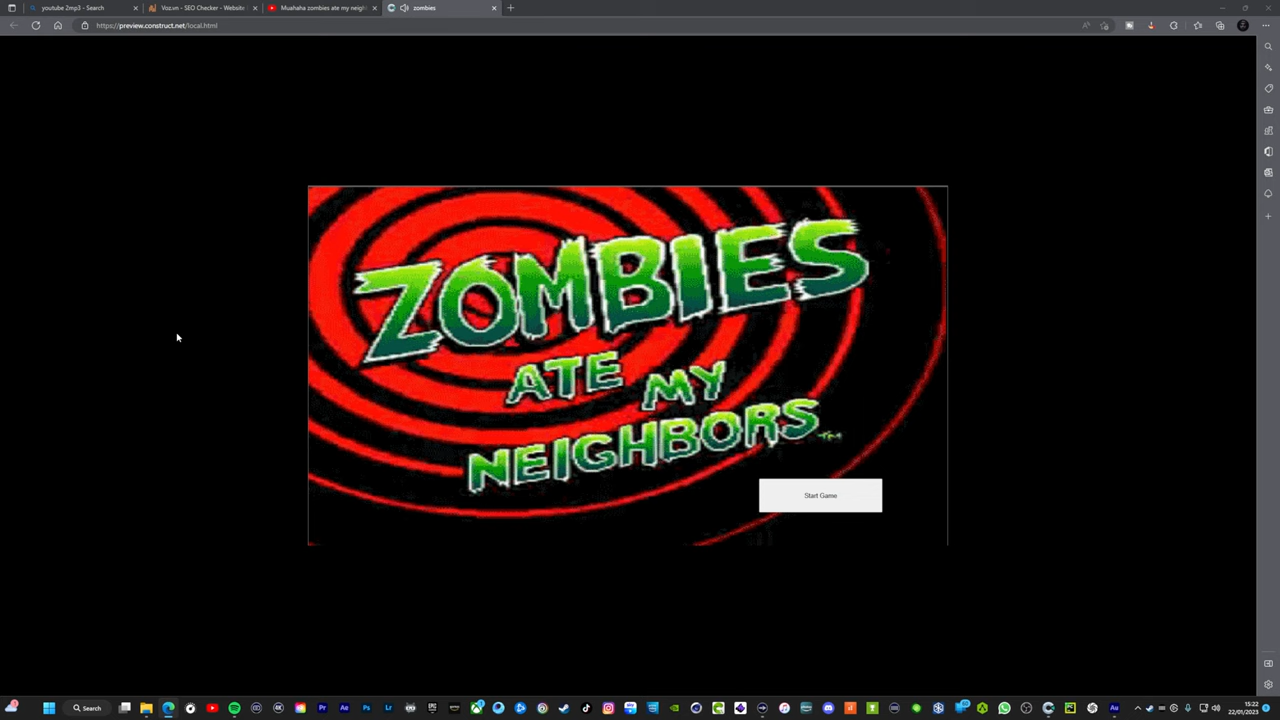 youtube 2mp3 - Search
Voz.vn - SEO Checker - Website
Muahaha zombies ate my neigh
zombies
https://preview.construct.net/local.html
ZOMBIES
ATE MY
NEIGHBORS TM
Start Game
Search
15:22
22/01/2023